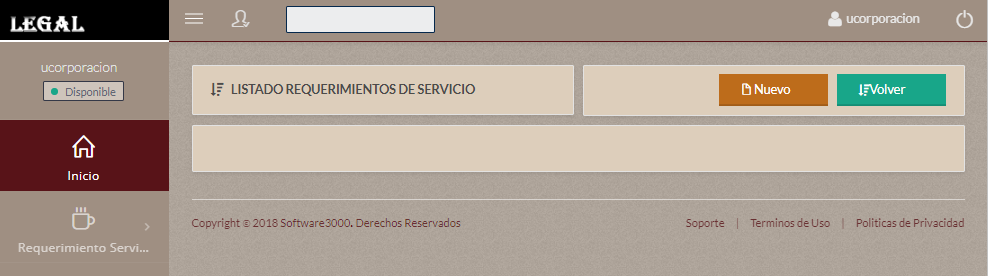 LEGAL
ucorporacion
ucorporacion
Disponible
LISTADO REQUERIMIENTOS DE SERVICIO
Nuevo
Volver
Inicio
Requerimiento Servi...
Copyright © 2018 Software3000. Derechos Reservados
Soporte | Terminos de Uso | Politicas de Privacidad